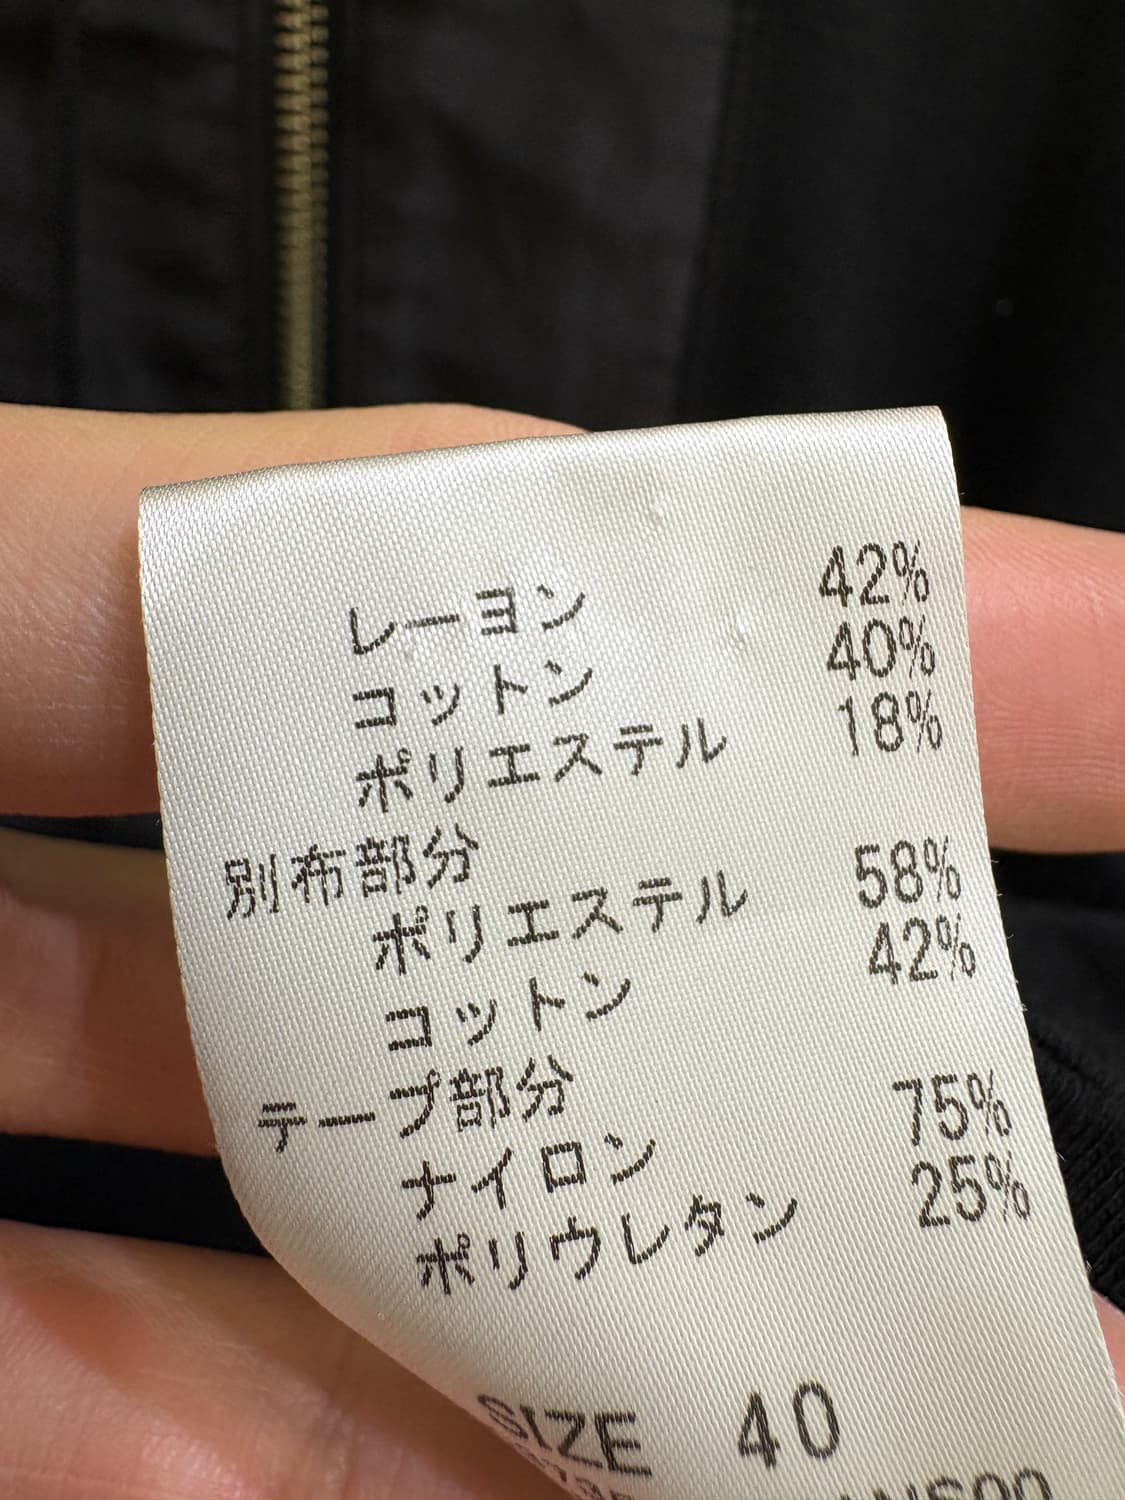 レーヨン 42%
コットン 40%
ポリエステル 18%
別布部分
ポリエステル 58%
コットン 42%
テープ部分
ナイロン 75%
ポリウレタン 25%
SIZE 40